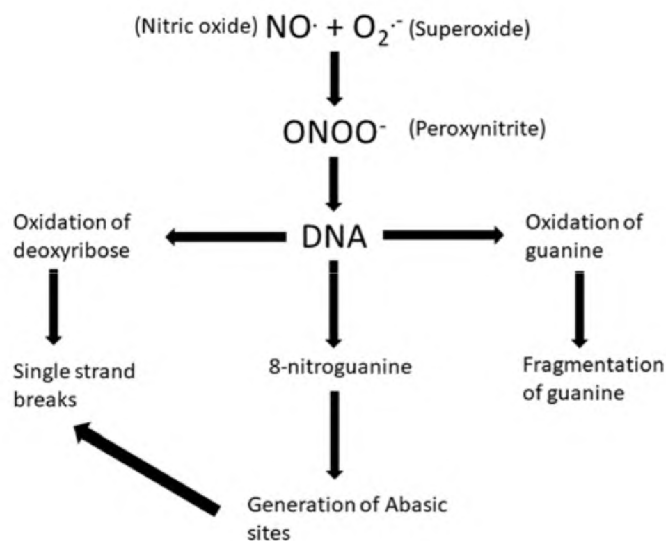 (Nitric oxide) NO· + O₂·⁻ (Superoxide)
ONOO⁻ (Peroxynitrite)
Oxidation of
deoxyribose
DNA
Oxidation of
guanine
Single strand
breaks
8-nitroguanine
Fragmentation
of guanine
Generation of Abasic
sites